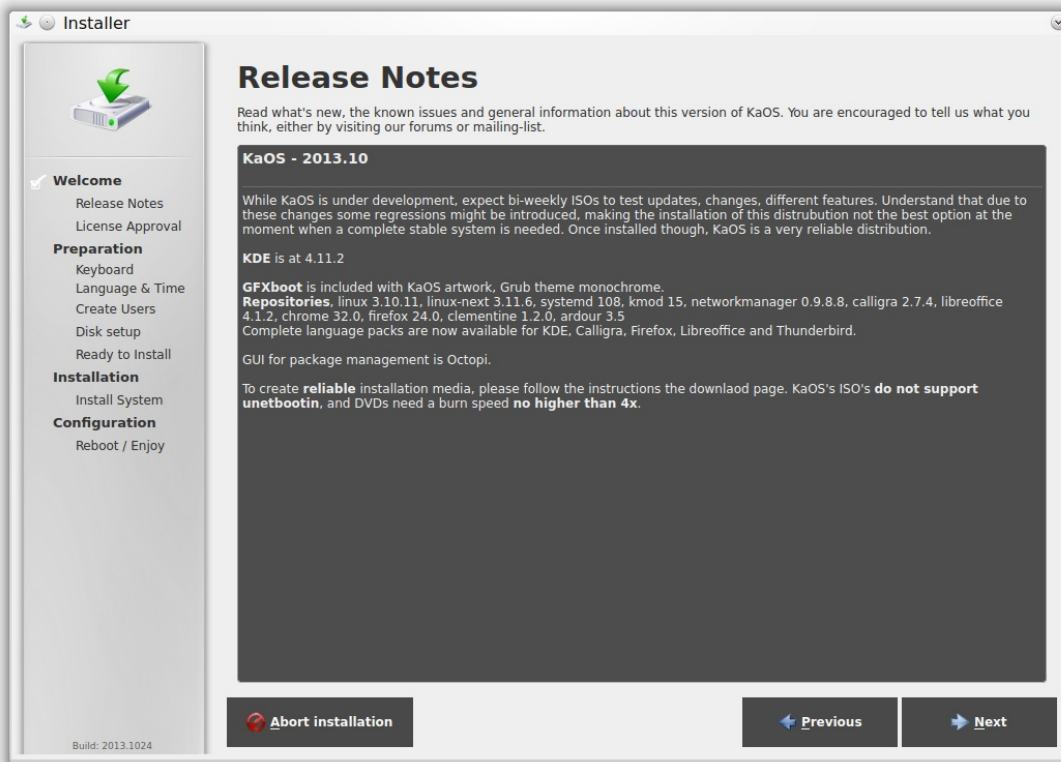 Installer
Release Notes
Read what's new, the known issues and general information about this version of KaOS. You are encouraged to tell us what you
think, either by visiting our forums or mailing-list.
KaOS - 2013.10
While KaOS is under development, expect bi-weekly ISOs to test updates, changes, different features. Understand that due to
these changes some regressions might be introduced, making the installation of this distrubution not the best option at the
moment when a complete stable system is needed. Once installed though, KaOS is a very reliable distribution.
KDE is at 4.11.2
GFXboot is included with KaOS artwork, Grub theme monochrome.
Repositories, linux 3.10.11, linux-next 3.11.6, systemd 108, kmod 15, networkmanager 0.9.8.8, calligra 2.7.4, libreoffice
4.1.2, chrome 32.0, firefox 24.0, clementine 1.2.0, ardour 3.5
Complete language packs are now available for KDE, Calligra, Firefox, Libreoffice and Thunderbird.
GUI for package management is Octopi.
To create reliable installation media, please follow the instructions the downlaod page. KaOS's ISO's do not support
unetbootin, and DVDs need a burn speed no higher than 4x.
Welcome
Release Notes
License Approval
Preparation
Keyboard
Language & Time
Create Users
Disk setup
Ready to Install
Installation
Install System
Configuration
Reboot / Enjoy
Build: 2013.1024
Abort installation
Previous
Next